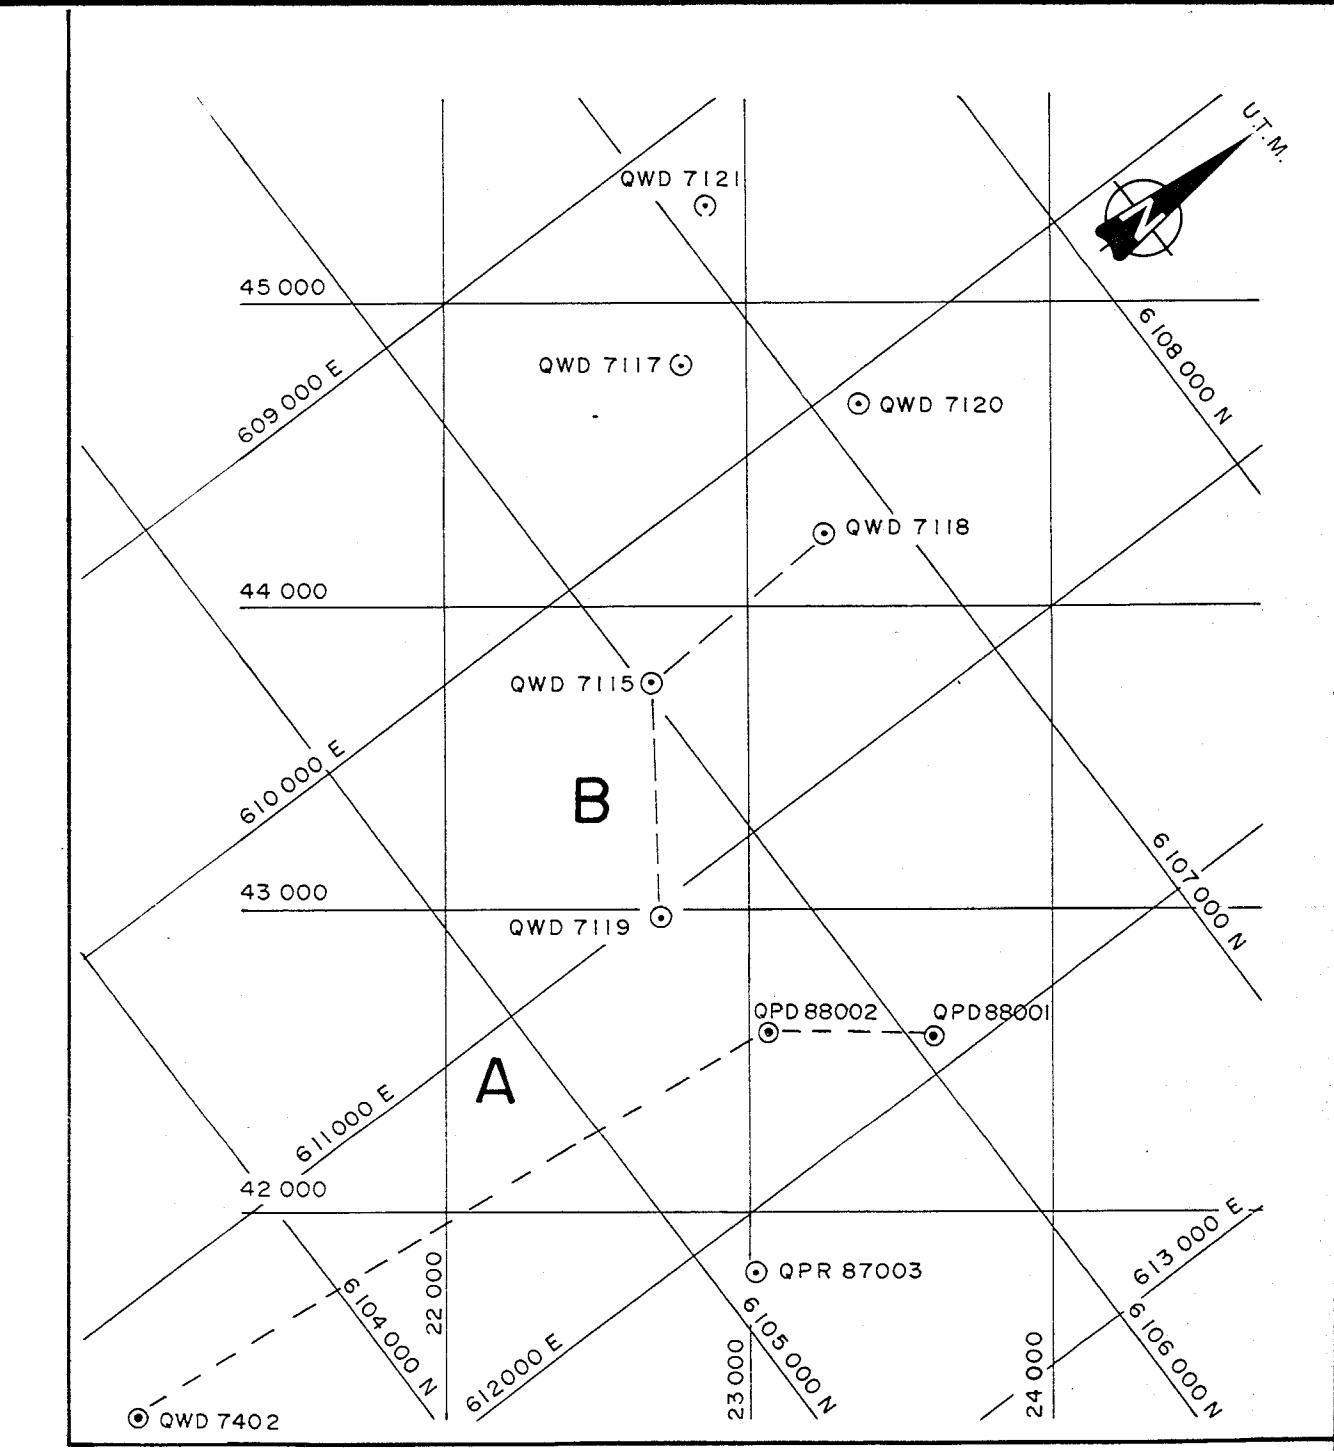 U.T.M.
N
QWD 7121
45 000
6 108 000 N
QWD 7117
609 000 E
QWD 7120
QWD 7118
44 000
QWD 7115
610 000 E
B
6 107 000 N
43 000
QWD 7119
QPD 88002
QPD 88001
A
611 000 E
42 000
613 000 E
QPR 87003
22 000
6 104 000 N
6 105 000 N
6 106 000 N
612 000 E
23 000
24 000
QWD 7402